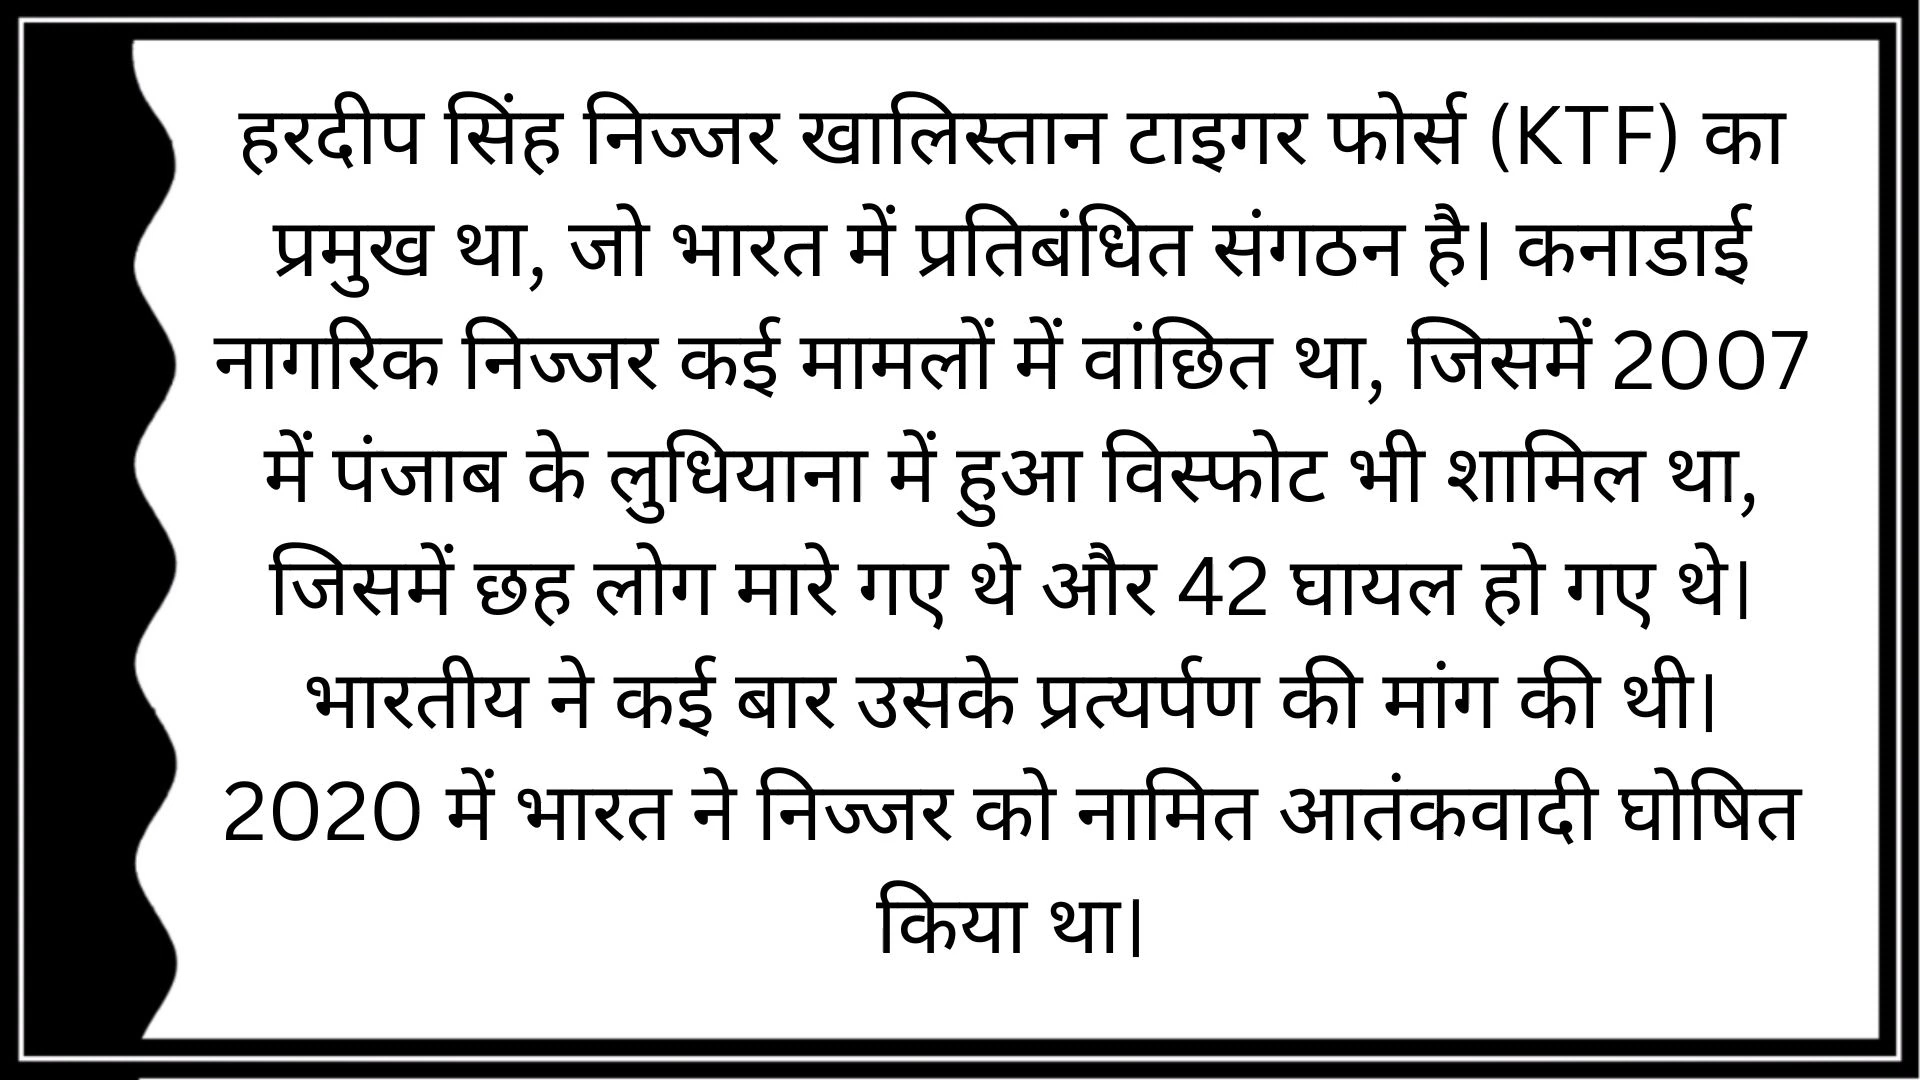 हरदीप सिंह निज्जर खालिस्तान टाइगर फोर्स (KTF) का
प्रमुख था, जो भारत में प्रतिबंधित संगठन है। कनाडाई
नागरिक निज्जर कई मामलों में वांछित था, जिसमें 2007
में पंजाब के लुधियाना में हुआ विस्फोट भी शामिल था,
जिसमें छह लोग मारे गए थे और 42 घायल हो गए थे।
भारतीय ने कई बार उसके प्रत्यर्पण की मांग की थी।
2020 में भारत ने निज्जर को नामित आतंकवादी घोषित
किया था।